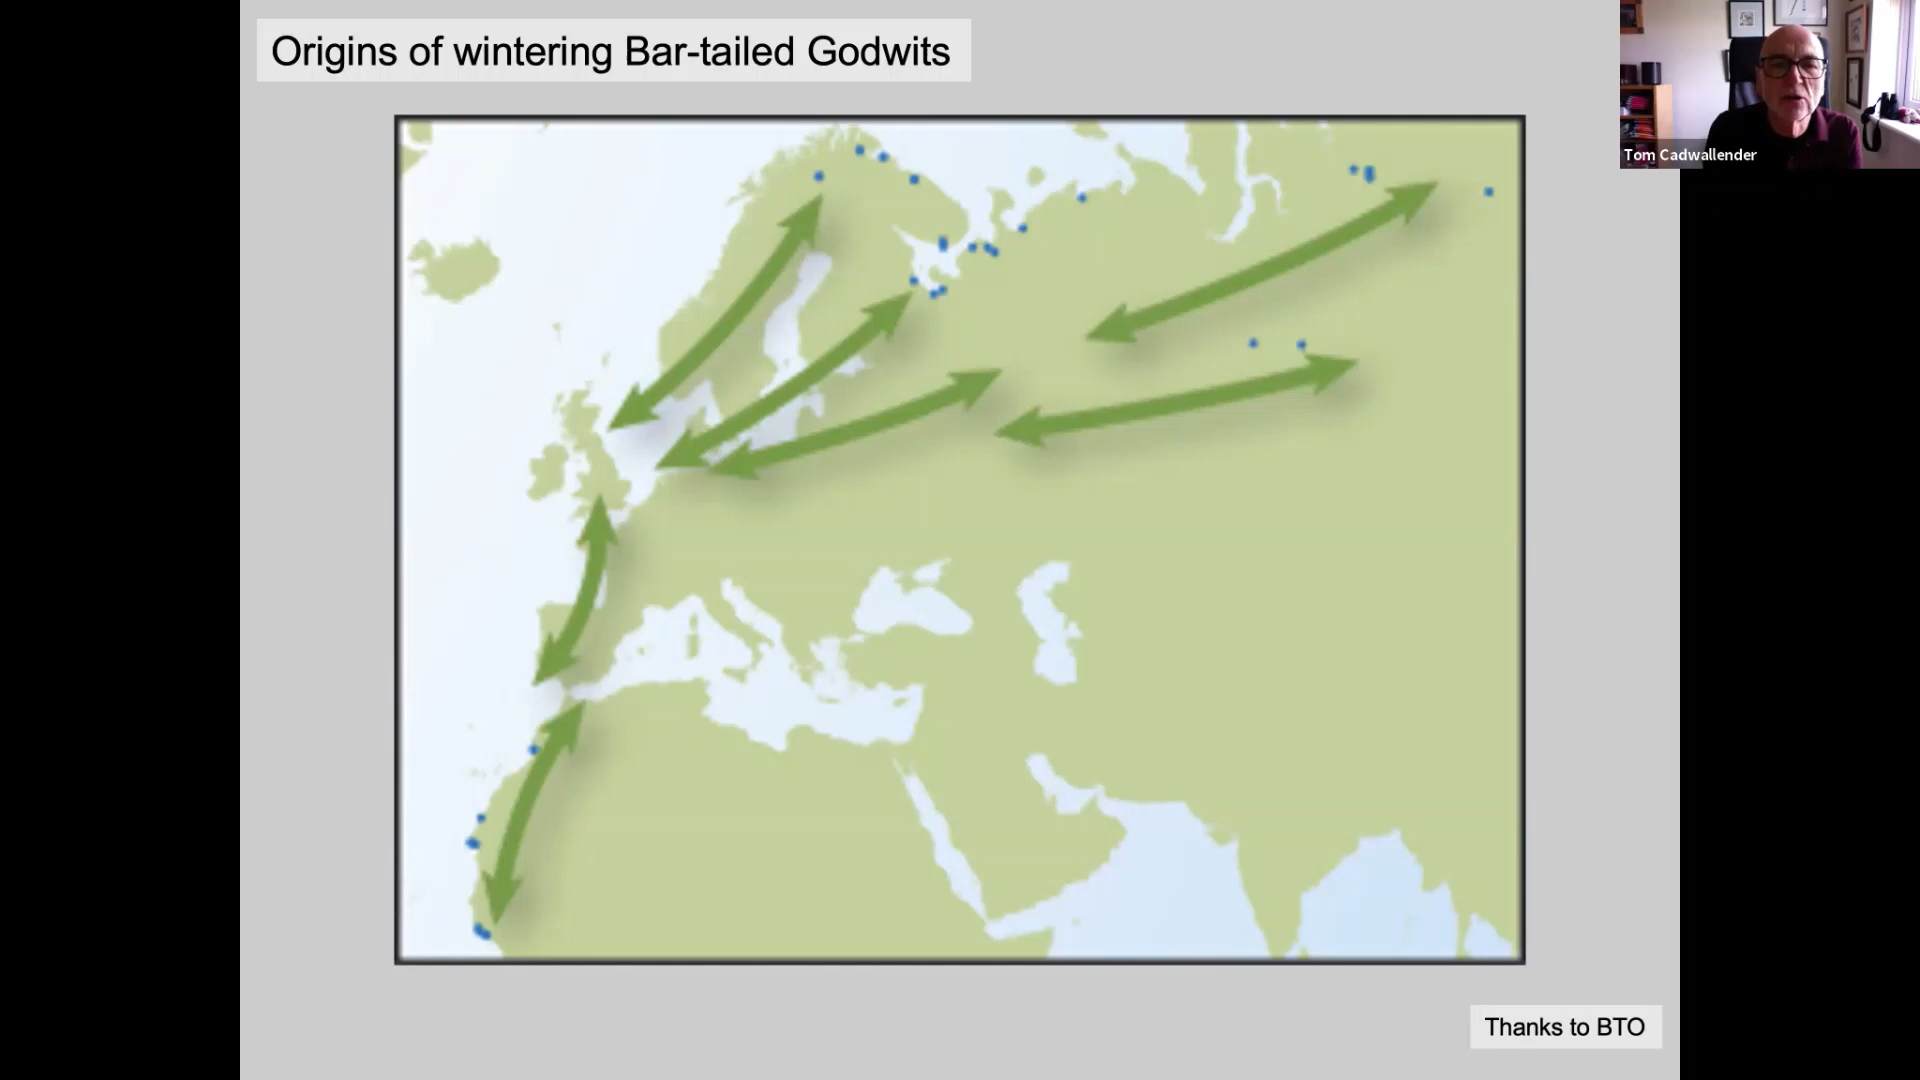 Origins of wintering Bar-tailed Godwits
Tom Cadwallender
Thanks to BTO